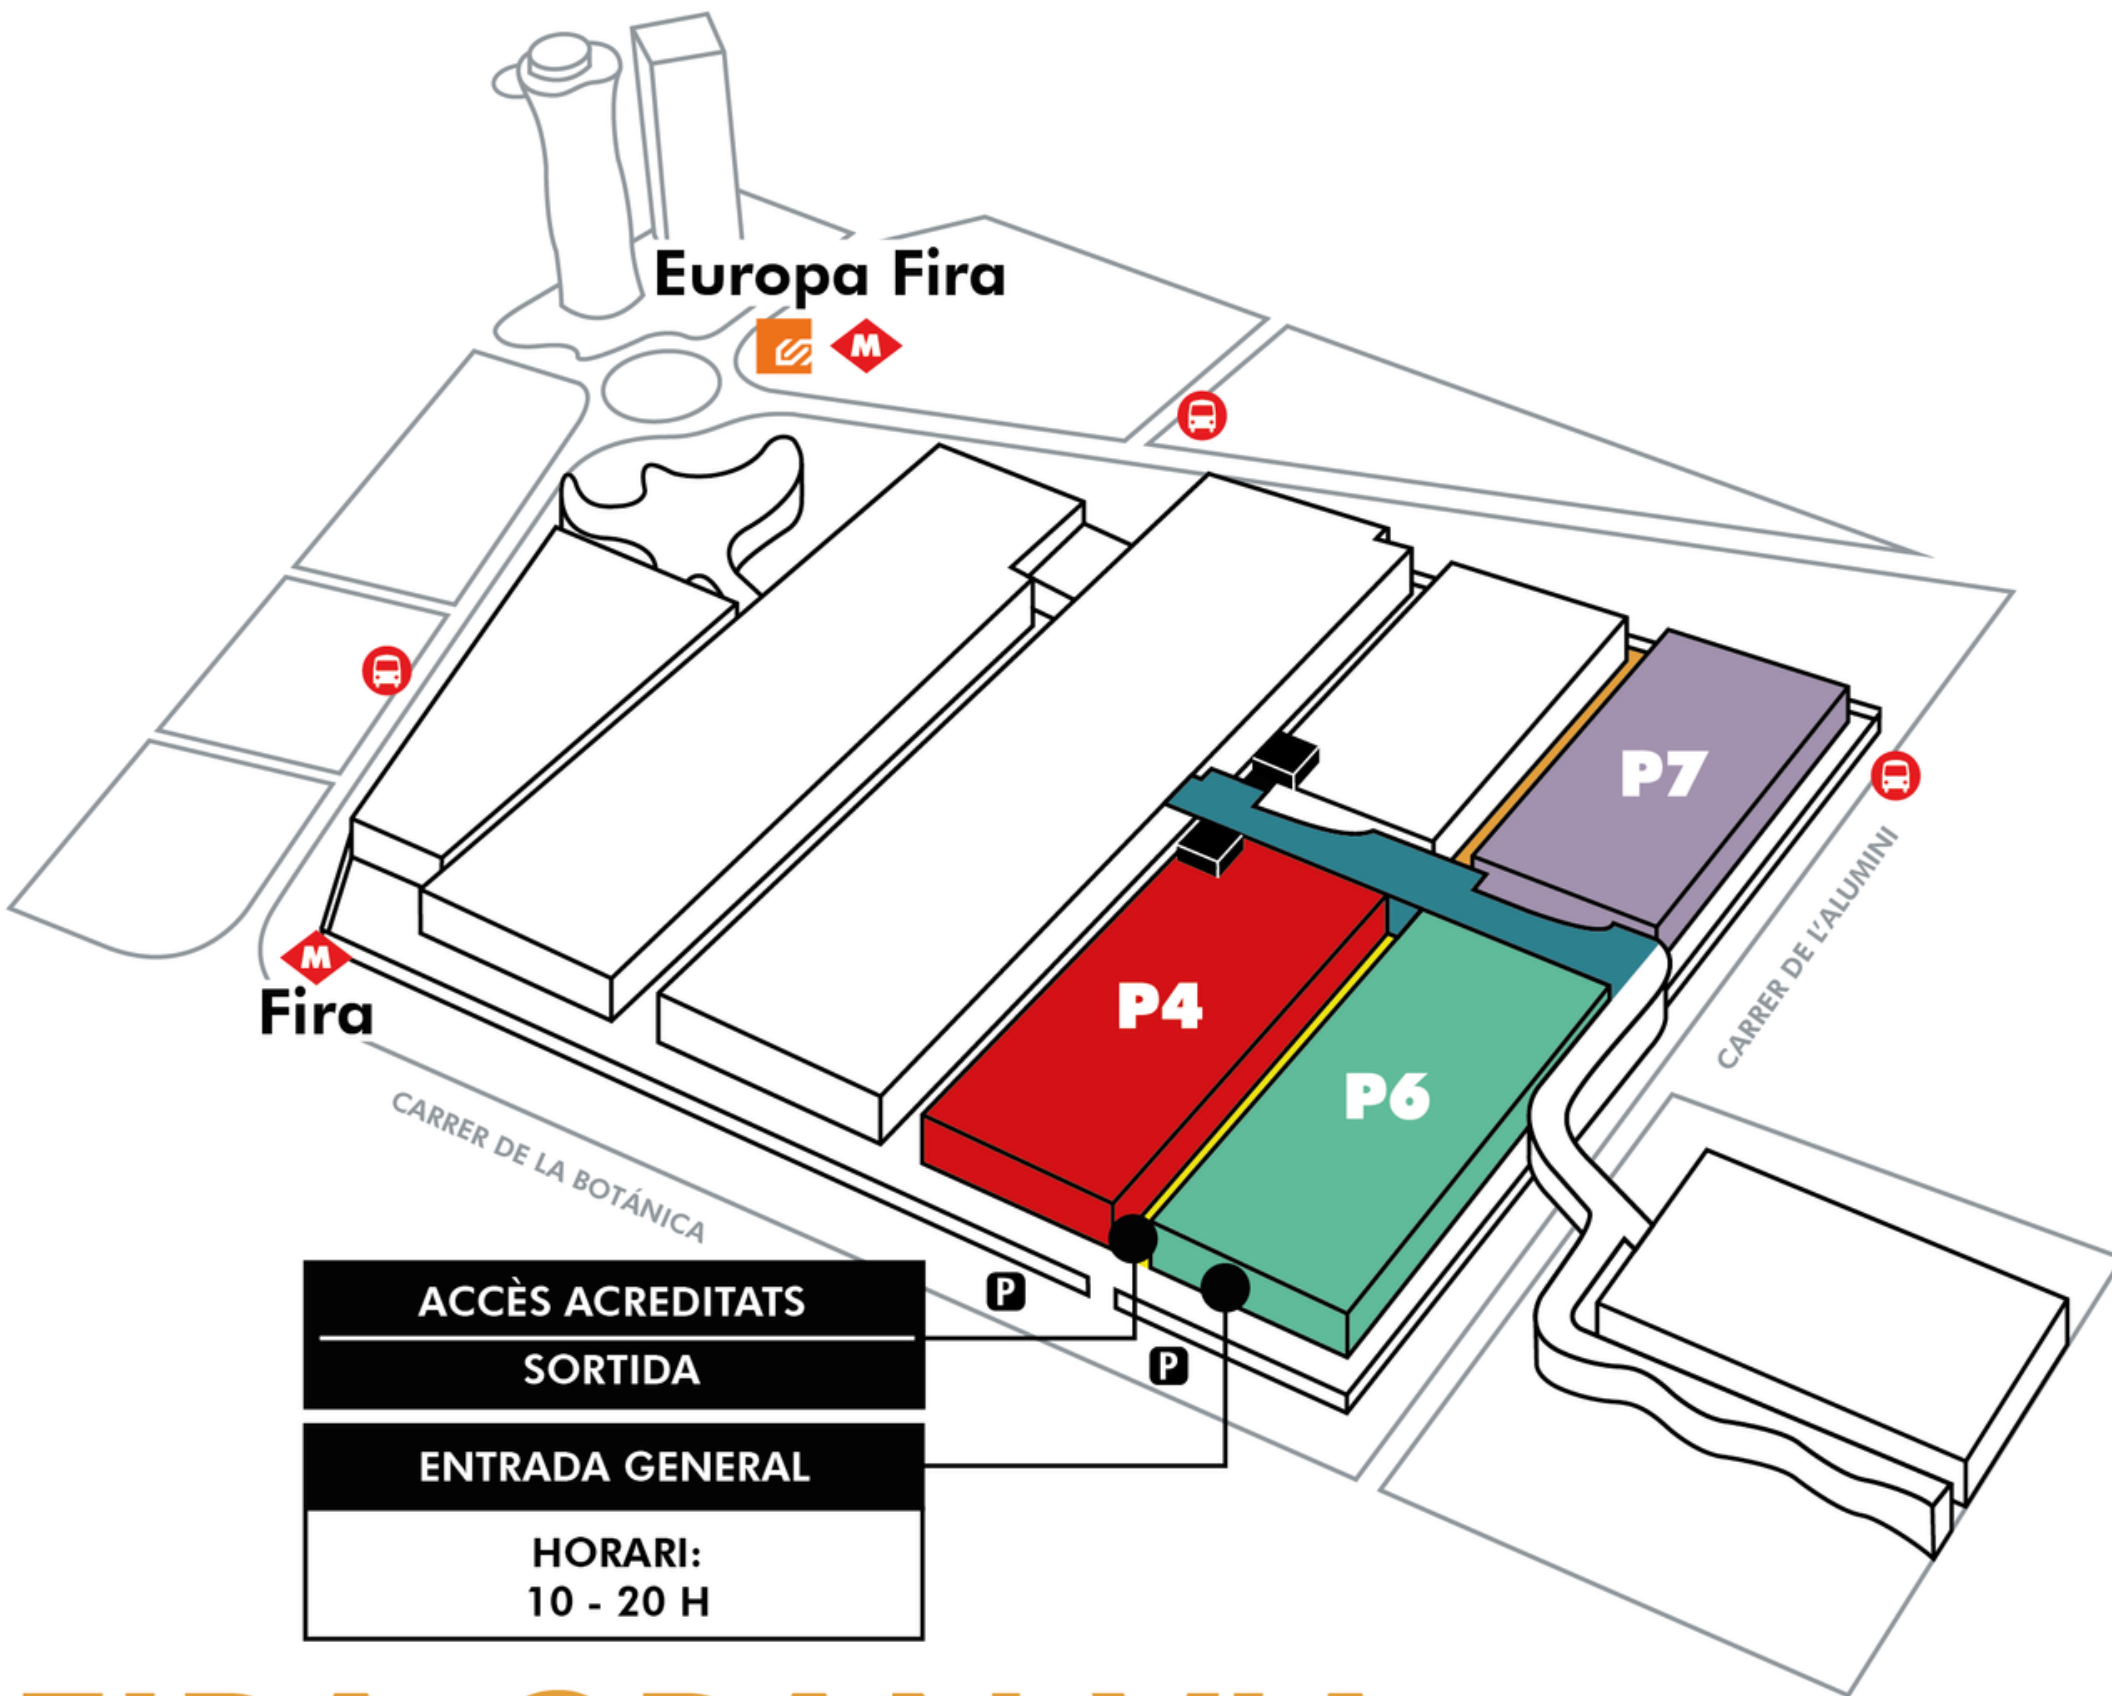 Europa Fira
M
P7
P4
P6
M
Fira
CARRER DE L'ALUMINI
CARRER DE LA BOTÁNICA
P
P
ACCÈS ACREDITATS
SORTIDA
ENTRADA GENERAL
HORARI:
10 - 20 H